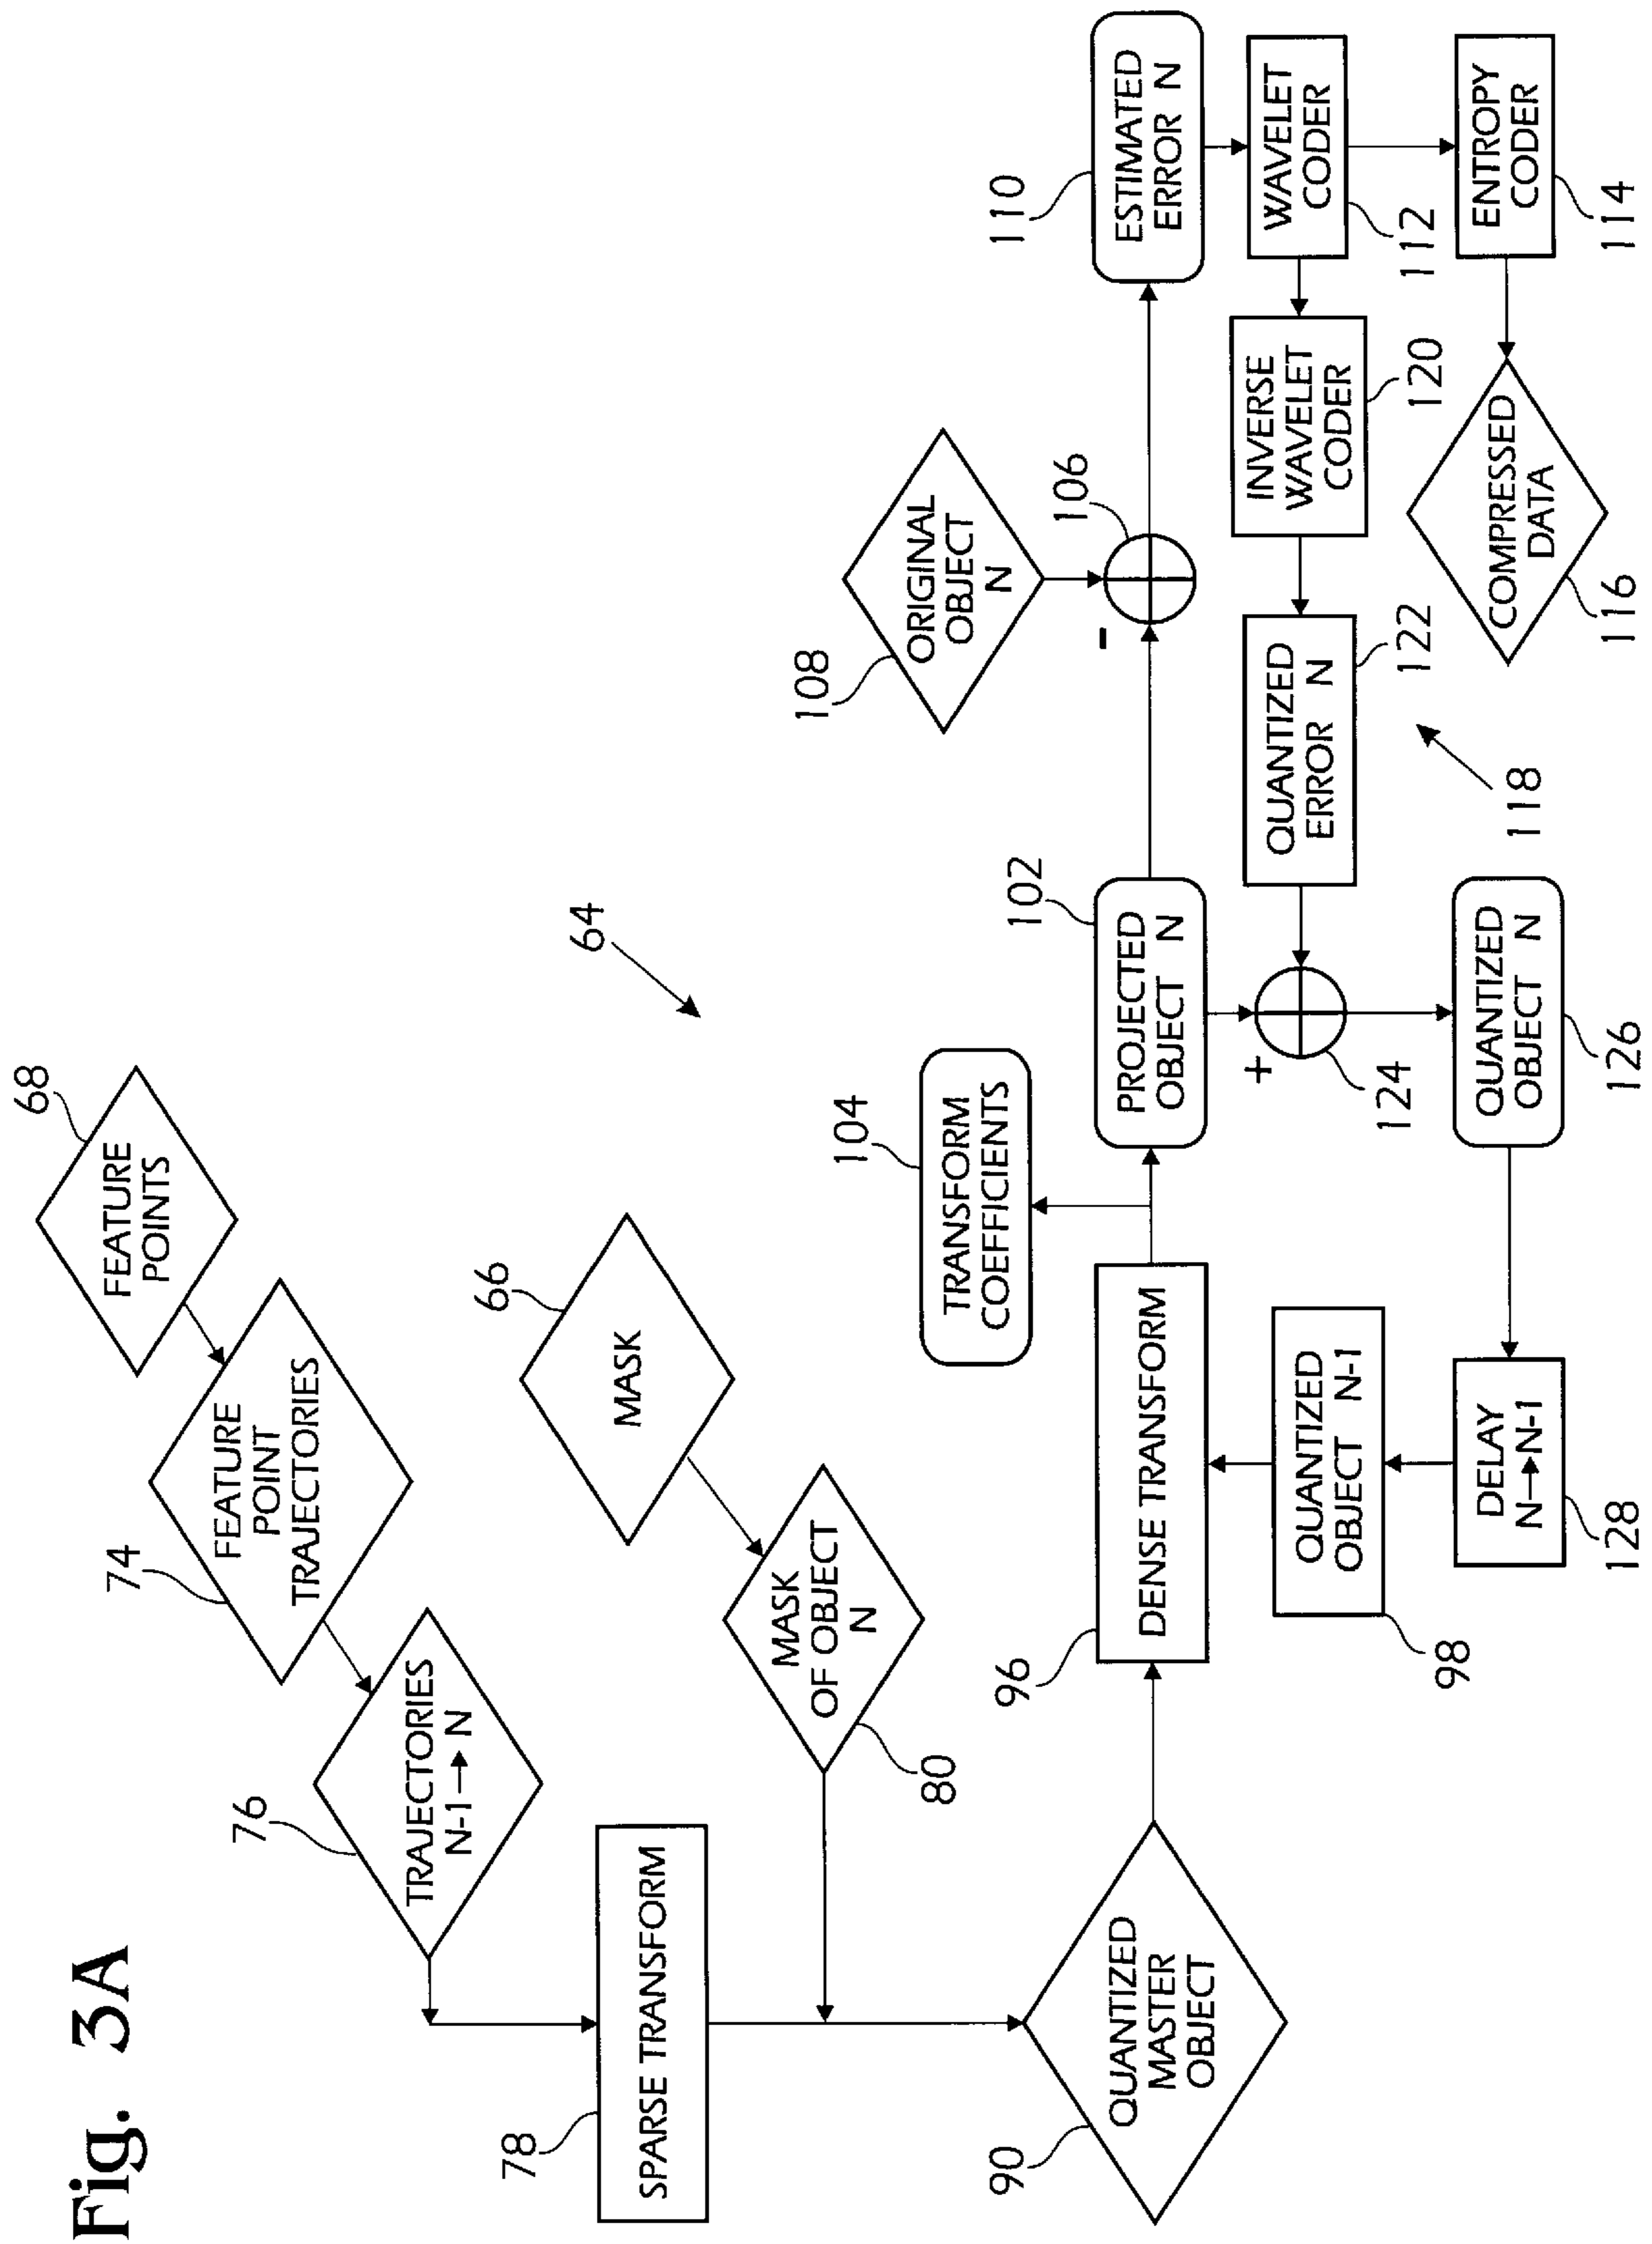 Fig. 3A
68
FEATURE
POINTS
74
FEATURE
POINT
TRAJECTORIES
76
TRAJECTORIES
N-1→N
78
SPARSE TRANSFORM
66
MASK
80
MASK
OF OBJECT
N
64
90
QUANTIZED
MASTER
OBJECT
96
DENSE TRANSFORM
98
QUANTIZED
OBJECT N-1
104
TRANSFORM
COEFFICIENTS
102
PROJECTED
OBJECT N
108
ORIGINAL
OBJECT
N
106
-
110
ESTIMATED
ERROR N
WAVELET
CODER
112
ENTROPY
CODER
114
INVERSE
WAVELET
CODER
120
COMPRESSED
DATA
116
QUANTIZED
ERROR N
122
118
+
124
QUANTIZED
OBJECT N
126
DELAY
N→N-1
128